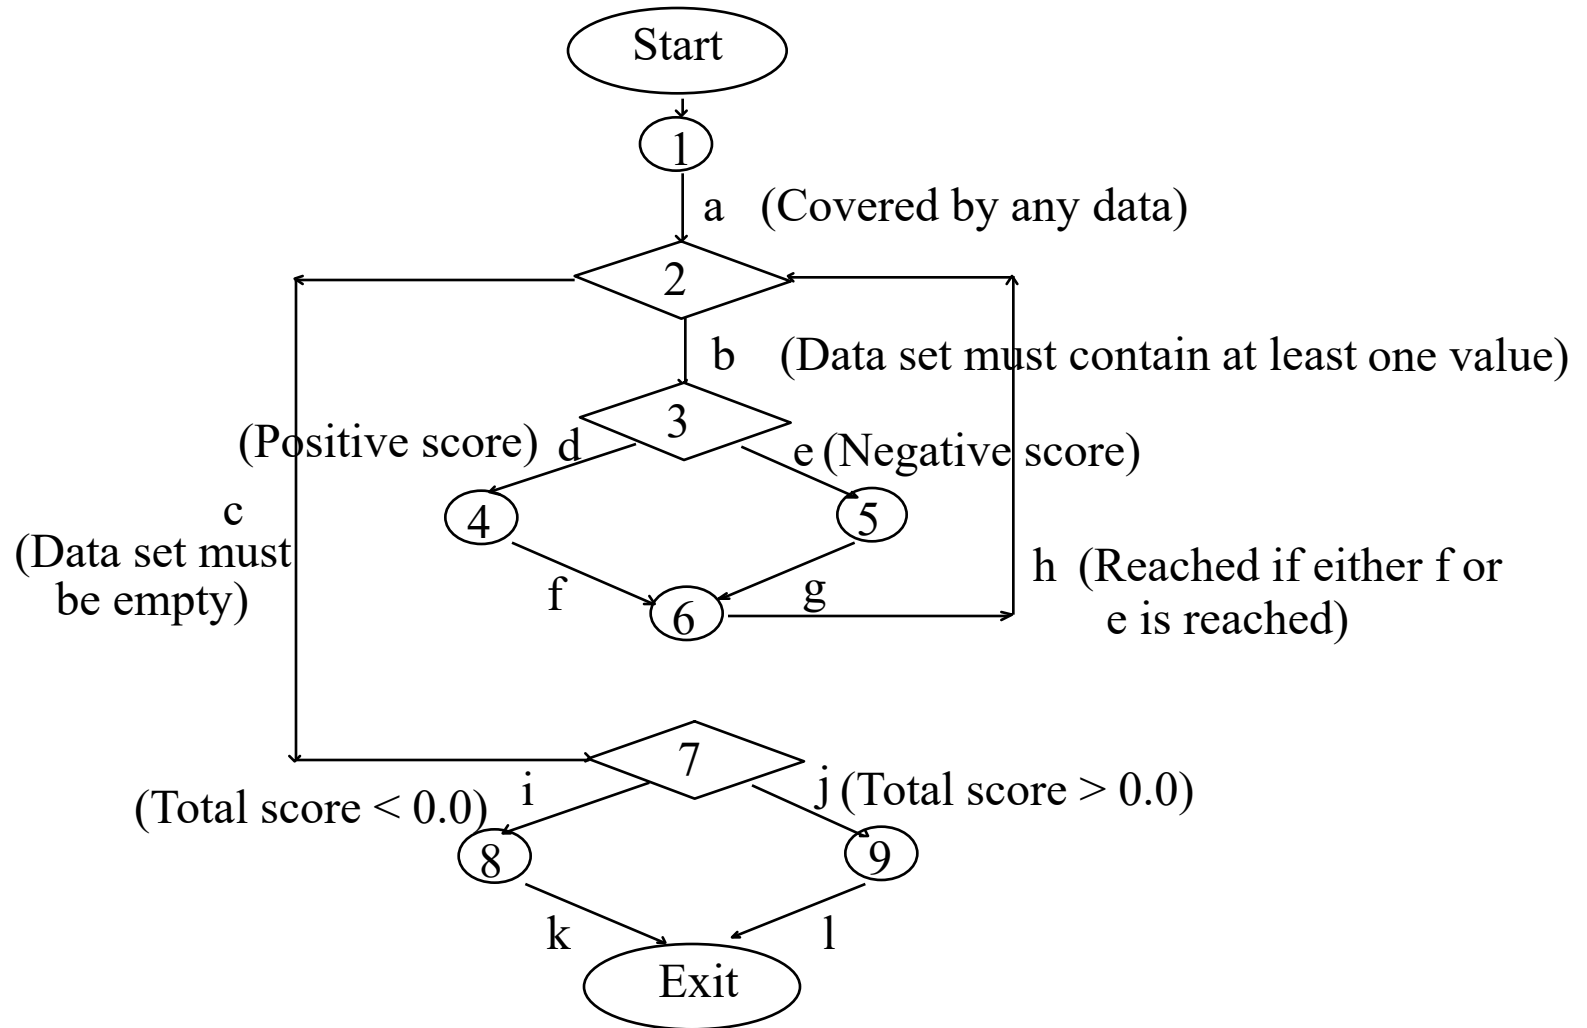 Start
1
a (Covered by any data)
2
b (Data set must contain at least one value)
3
(Positive score) d
e (Negative score)
c
(Data set must
be empty)
4
5
h (Reached if either f or
e is reached)
f
g
6
7
i
j (Total score > 0.0)
(Total score < 0.0)
8
9
k
l
Exit